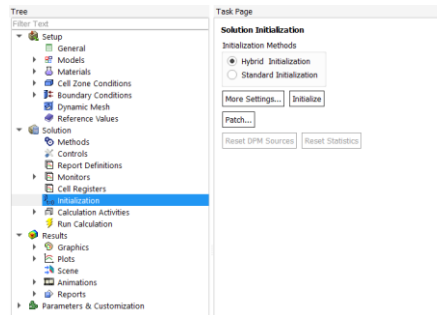 Tree
Filter Text
Setup
General
Models
Materials
Cell Zone Conditions
Boundary Conditions
Dynamic Mesh
Reference Values
Solution
Methods
Controls
Report Definitions
Monitors
Cell Registers
Initialization
Calculation Activities
Run Calculation
Results
Graphics
Plots
Scene
Animations
Reports
Parameters & Customization
Task Page
Solution Initialization
Initialization Methods
Hybrid Initialization
Standard Initialization
More Settings... Initialize
Patch...
Reset DPM Sources Reset Statistics